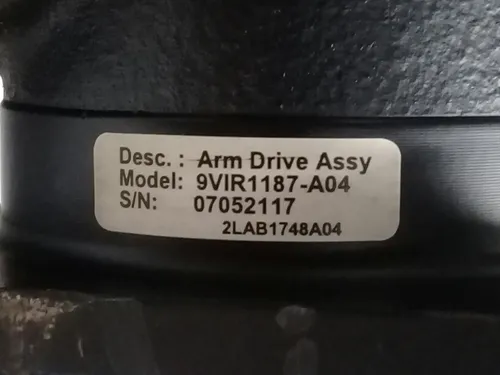 Desc. : Arm Drive Assy
Model: 9VIR1187-A04
S/N: 07052117
2LAB1748A04